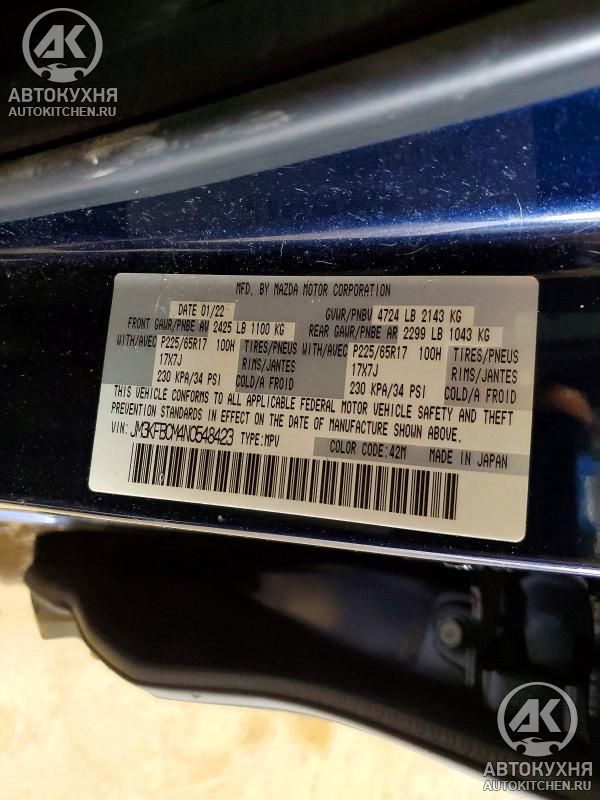 АК
АВТОКУХНЯ
AUTOKITCHEN.RU
MFD. BY MAZDA MOTOR CORPORATION
DATE 01/22 GVWR/PNBV 4724 LB 2143 KG
FRONT GAWR/PNBE AV 2425 LB 1100 KG REAR GAWR/PNBE AR 2299 LB 1043 KG
WITH/AVEC P225/65R17 100H TIRES/PNEUS WITH/AVEC P225/65R17 100H TIRES/PNEUS
17X7J RIMS/JANTES 17X7J RIMS/JANTES
230 KPA/34 PSI COLD/A FROID 230 KPA/34 PSI COLD/A FROID
THIS VEHICLE CONFORMS TO ALL APPLICABLE FEDERAL MOTOR VEHICLE SAFETY AND THEFT
PREVENTION STANDARDS IN EFFECT ON THE DATE OF MANUFACTURE SHOWN ABOVE.
VIN: JM3KFBCM4N0548423 TYPE:MPV COLOR CODE:42M MADE IN JAPAN
АК
АВТОКУХНЯ
AUTOKITCHEN.RU